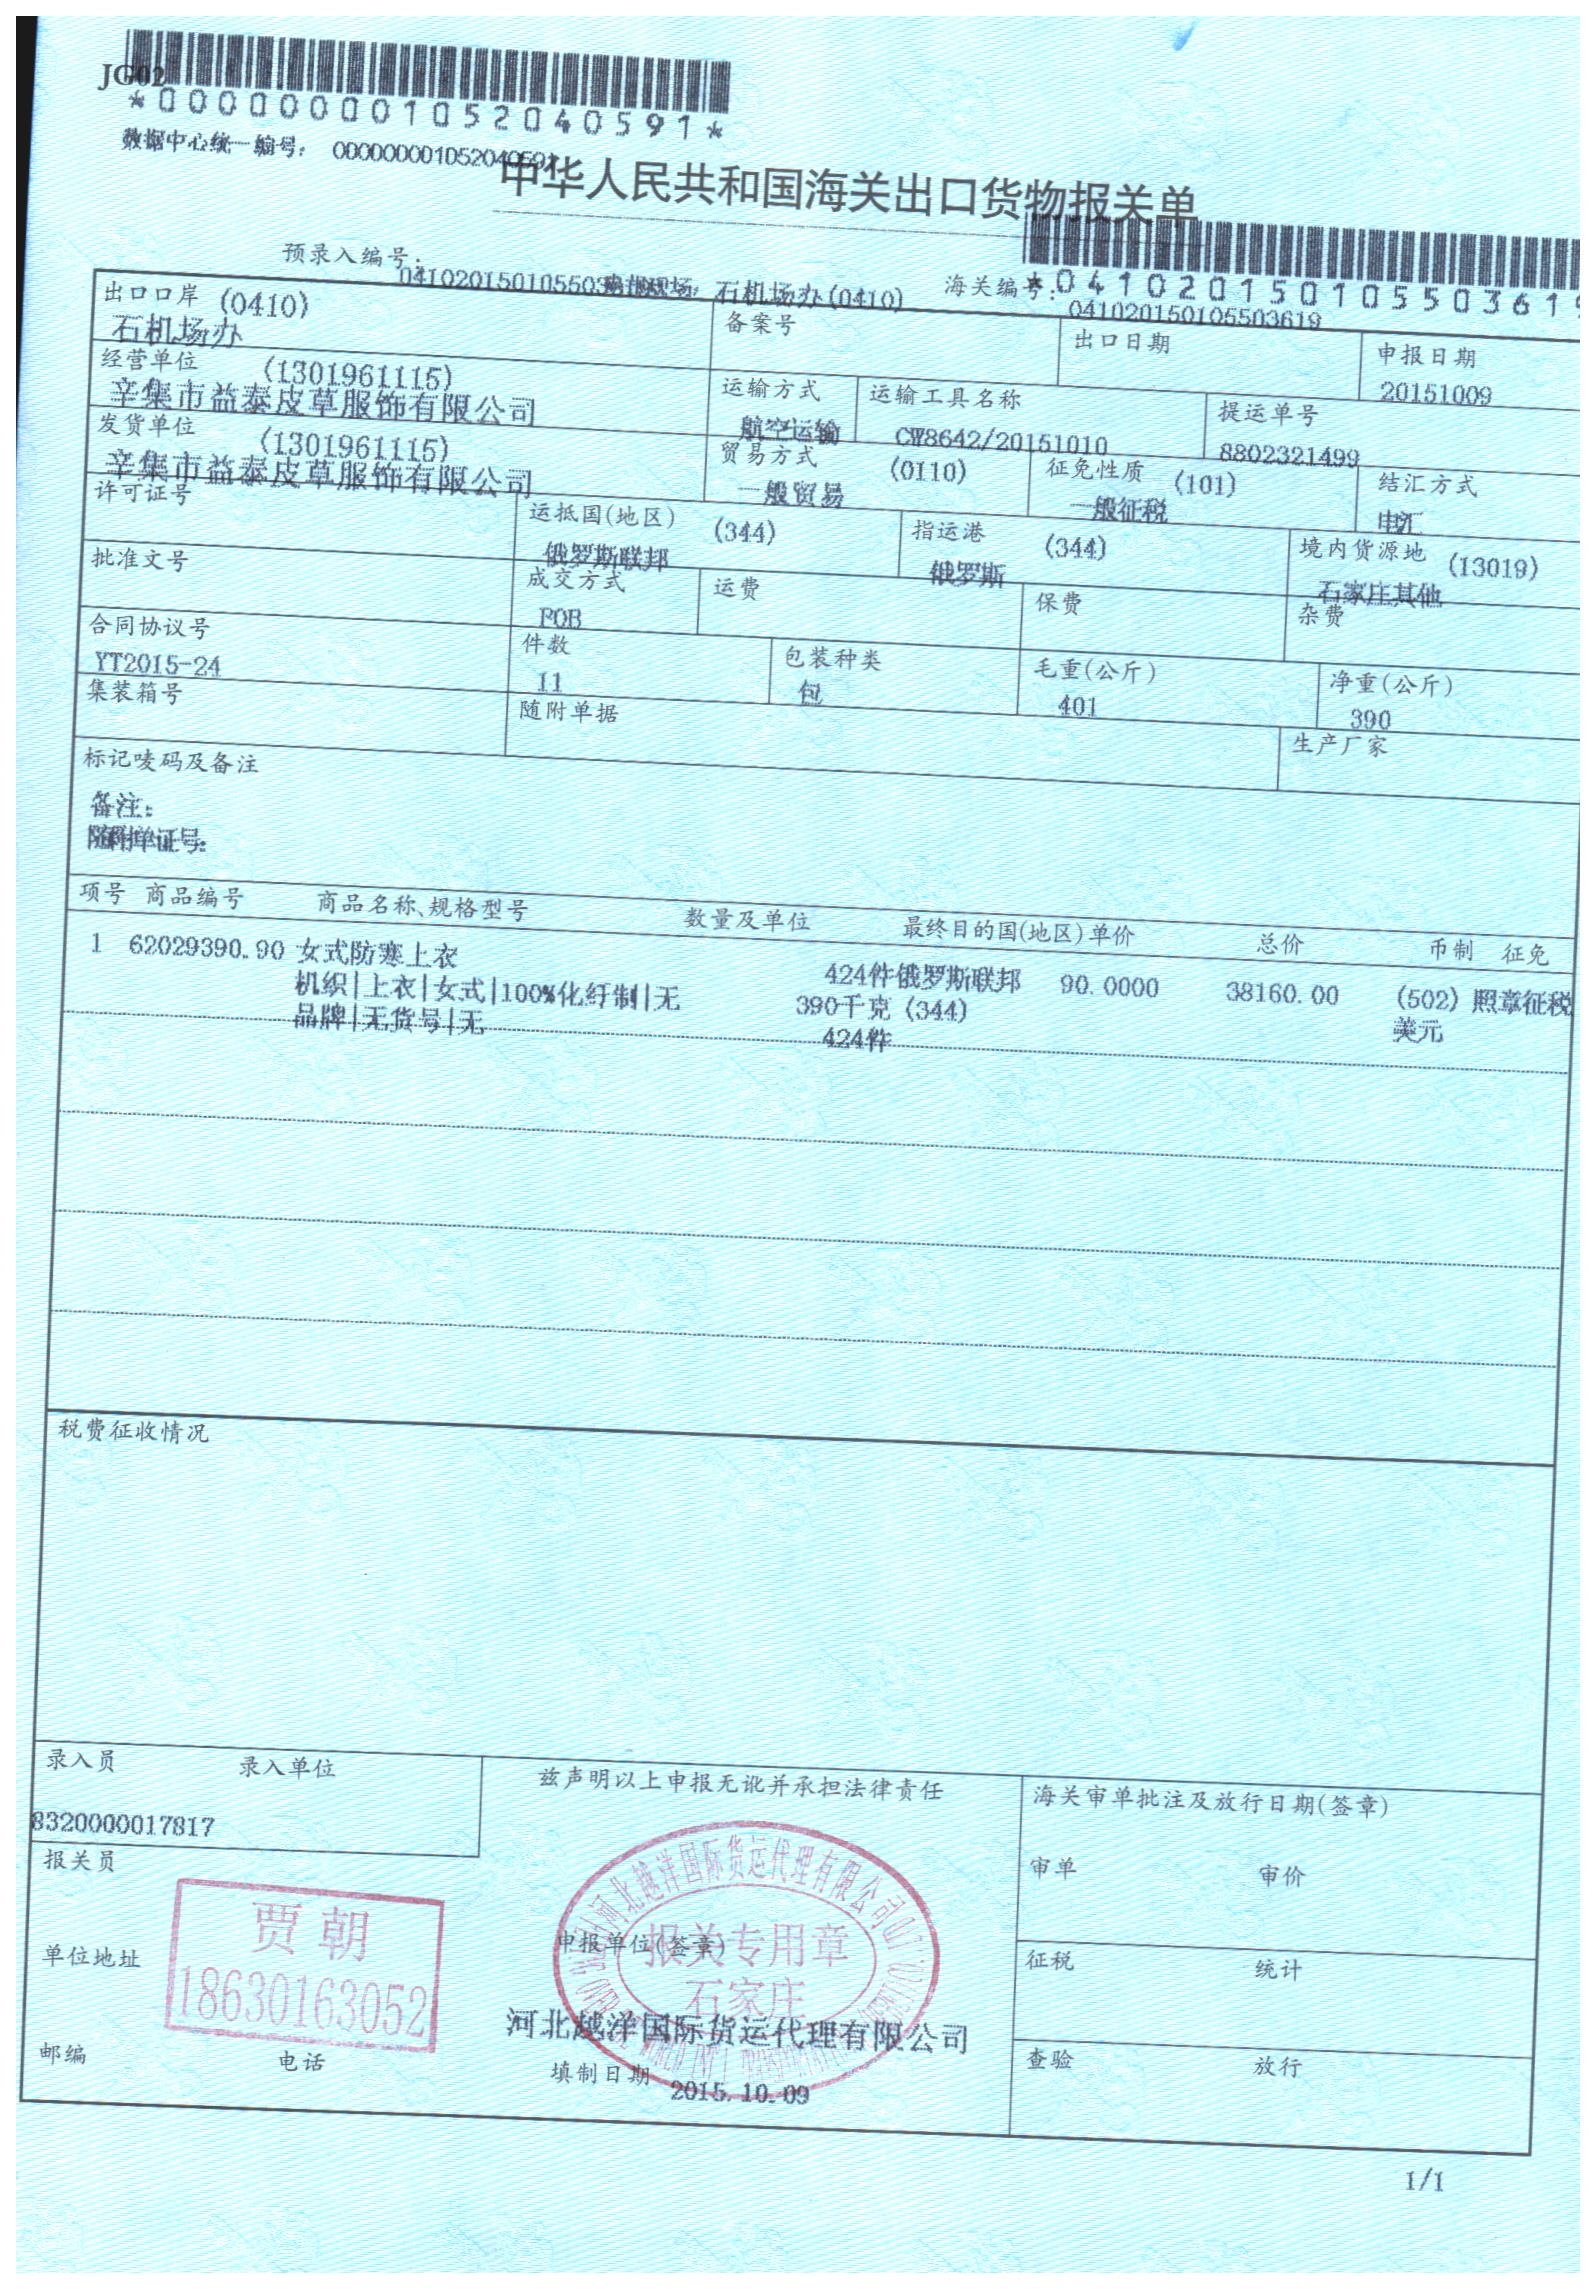 JG02
*000000001052040591*
数据中心统一编号： 000000001052040591
中华人民共和国海关出口货物报关单
预录入编号： 申报现场：石机场办(0410) 海关编号：
*041020150105503619
041020150105503619
出口口岸 (0410) 备案号 出口日期 申报日期
石机场办 20151009
经营单位 (1301961115) 运输方式 运输工具名称 提运单号
辛集市益泰皮草服饰有限公司 航空运输 CW8642/20151010 8802321499
发货单位 (1301961115) 贸易方式 (0110) 征免性质 (101) 结汇方式
辛集市益泰皮草服饰有限公司 一般贸易 一般征税 电汇
许可证号 运抵国(地区) (344) 指运港 (344) 境内货源地 (13019)
俄罗斯联邦 俄罗斯 石家庄其他
批准文号 成交方式 运费 保费 杂费
FOB
合同协议号 件数 包装种类 毛重(公斤) 净重(公斤)
YT2015-24 11 包 401 390
集装箱号 随附单据 生产厂家
标记唛码及备注
备注：
随附单证号：
项号 商品编号 商品名称、规格型号 数量及单位 最终目的国(地区) 单价 总价 币制 征免
1 62029390.90 女式防寒上衣 424件 俄罗斯联邦 90.0000 38160.00 (502) 照章征税
机织|上衣|女式|100%化纤制|无 390千克 (344) 美元
品牌|无货号|无 424件
税费征收情况
录入员 录入单位 兹声明以上申报无讹并承担法律责任 海关审单批注及放行日期(签章)
8320000017817
报关员 审单 审价
贾朝
18630163052
河北越洋国际货运代理有限公司
报关专用章
石家庄
单位地址 申报单位(签章) 征税 统计
河北越洋国际货运代理有限公司
邮编 电话 填制日期 2015.10.09 查验 放行
1/1